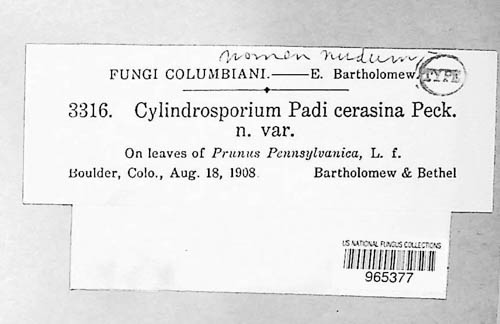 nomen nudum
FUNGI COLUMBIANI.——E. Bartholomew.
TYPE
3316. Cylindrosporium Padi cerasina Peck.
n. var.
On leaves of Prunus Pennsylvanica, L. f.
Boulder, Colo., Aug. 18, 1908. Bartholomew & Bethel
US NATIONAL FUNGUS COLLECTIONS
965377